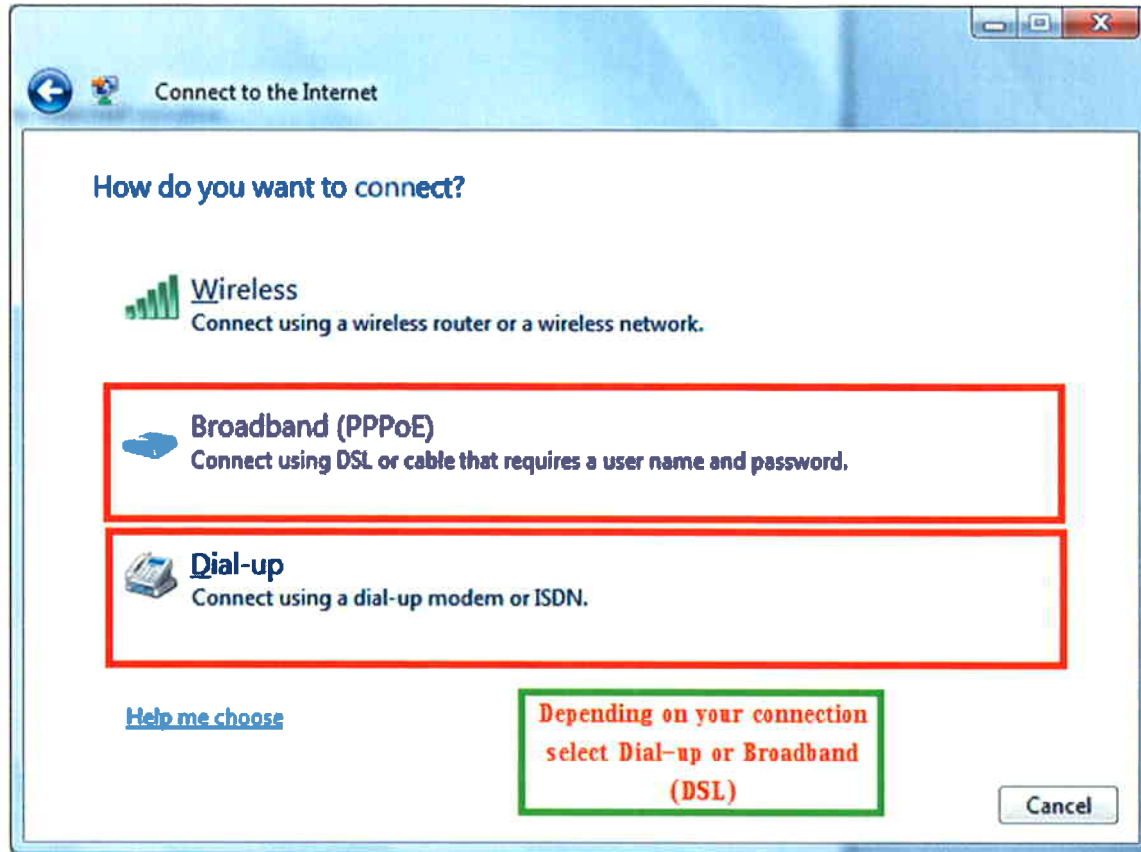 Connect to the Internet
How do you want to connect?
Wireless
Connect using a wireless router or a wireless network.
Broadband (PPPoE)
Connect using DSL or cable that requires a user name and password.
Dial-up
Connect using a dial-up modem or ISDN.
Help me choose
Depending on your connection
select Dial-up or Broadband
(DSL)
Cancel